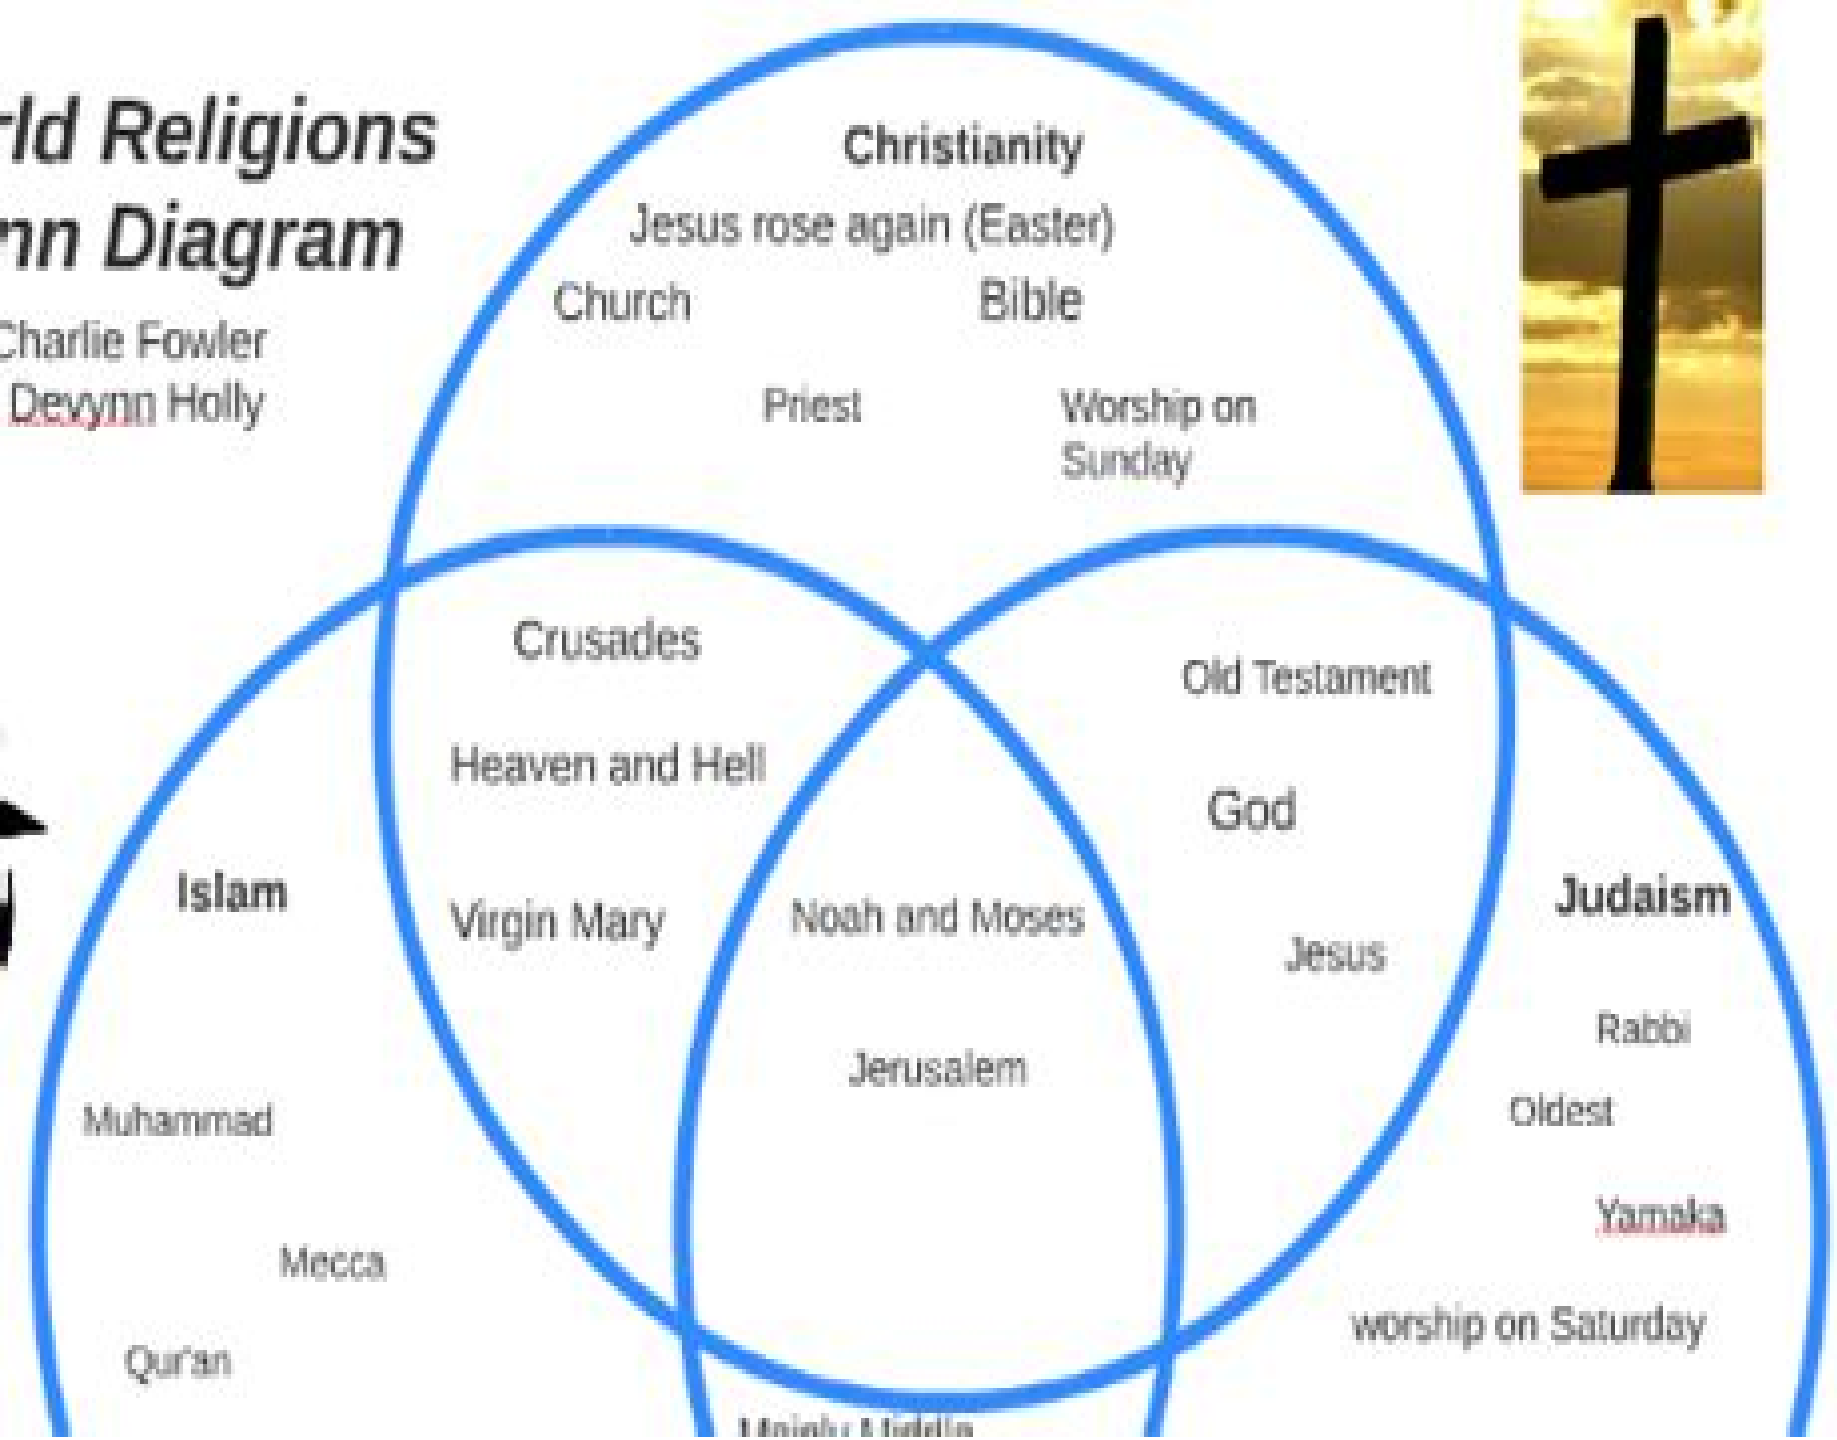 rld Religions
nn Diagram
Charlie Fowler
Devynn Holly
Christianity
Jesus rose again (Easter)
Church
Bible
Priest
Worship on
Sunday
Crusades
Old Testament
Heaven and Hell
God
Islam
Virgin Mary
Noah and Moses
Judaism
Jesus
Rabbi
Jerusalem
Muhammad
Oldest
Yamaka
Mecca
worship on Saturday
Qur'an
Mainly Middle